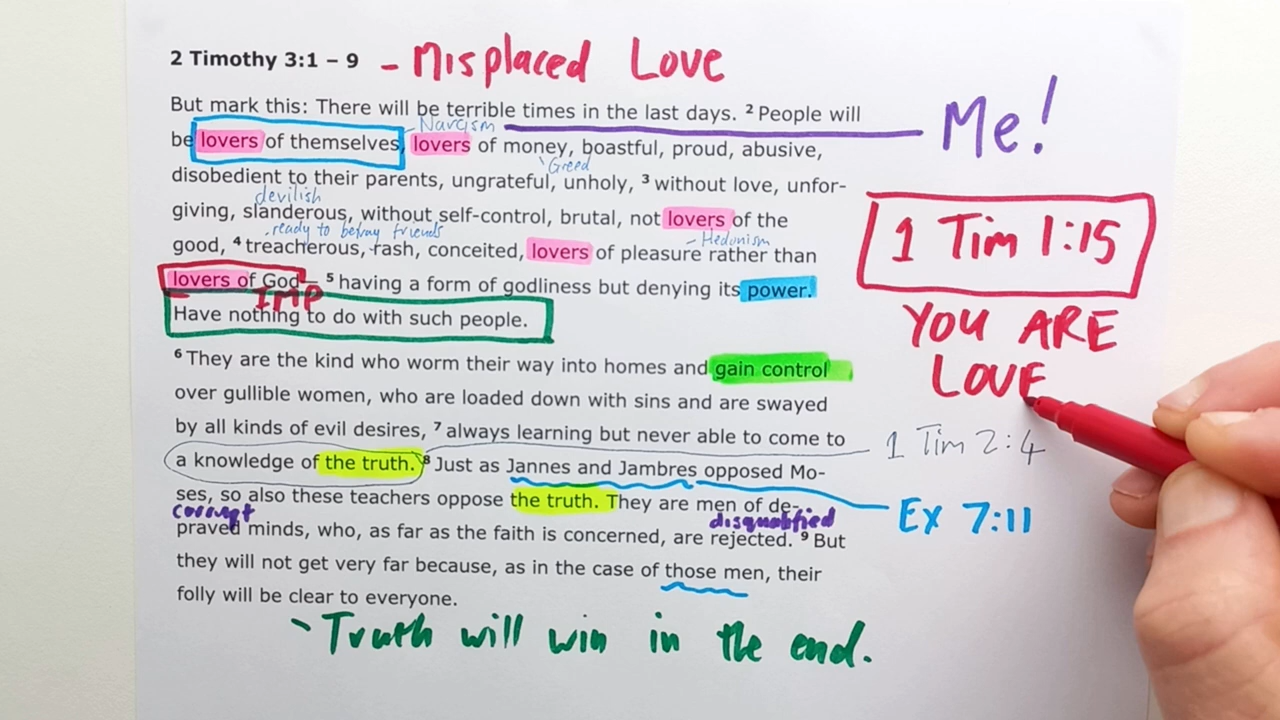 2 Timothy 3:1 – 9 - Misplaced Love
But mark this: There will be terrible times in the last days. 2 People will
Me!
Narcism
be lovers of themselves, lovers of money, boastful, proud, abusive,
Greed
disobedient to their parents, ungrateful, unholy, 3 without love, unfor-
devilish
giving, slanderous, without self-control, brutal, not lovers of the
ready to betray friends
Hedonism
good, 4 treacherous, rash, conceited, lovers of pleasure rather than
1 Tim 1:15
lovers of God— 5 having a form of godliness but denying its power.
IMP
Have nothing to do with such people.
YOU ARE
LOVE
6 They are the kind who worm their way into homes and gain control
over gullible women, who are loaded down with sins and are swayed
by all kinds of evil desires, 7 always learning but never able to come to
1 Tim 2:4
a knowledge of the truth. 8 Just as Jannes and Jambres opposed Mo-
ses, so also these teachers oppose the truth. They are men of de-
Ex 7:11
corrupt
disqualified
praved minds, who, as far as the faith is concerned, are rejected. 9 But
they will not get very far because, as in the case of those men, their
folly will be clear to everyone.
- Truth will win in the end.